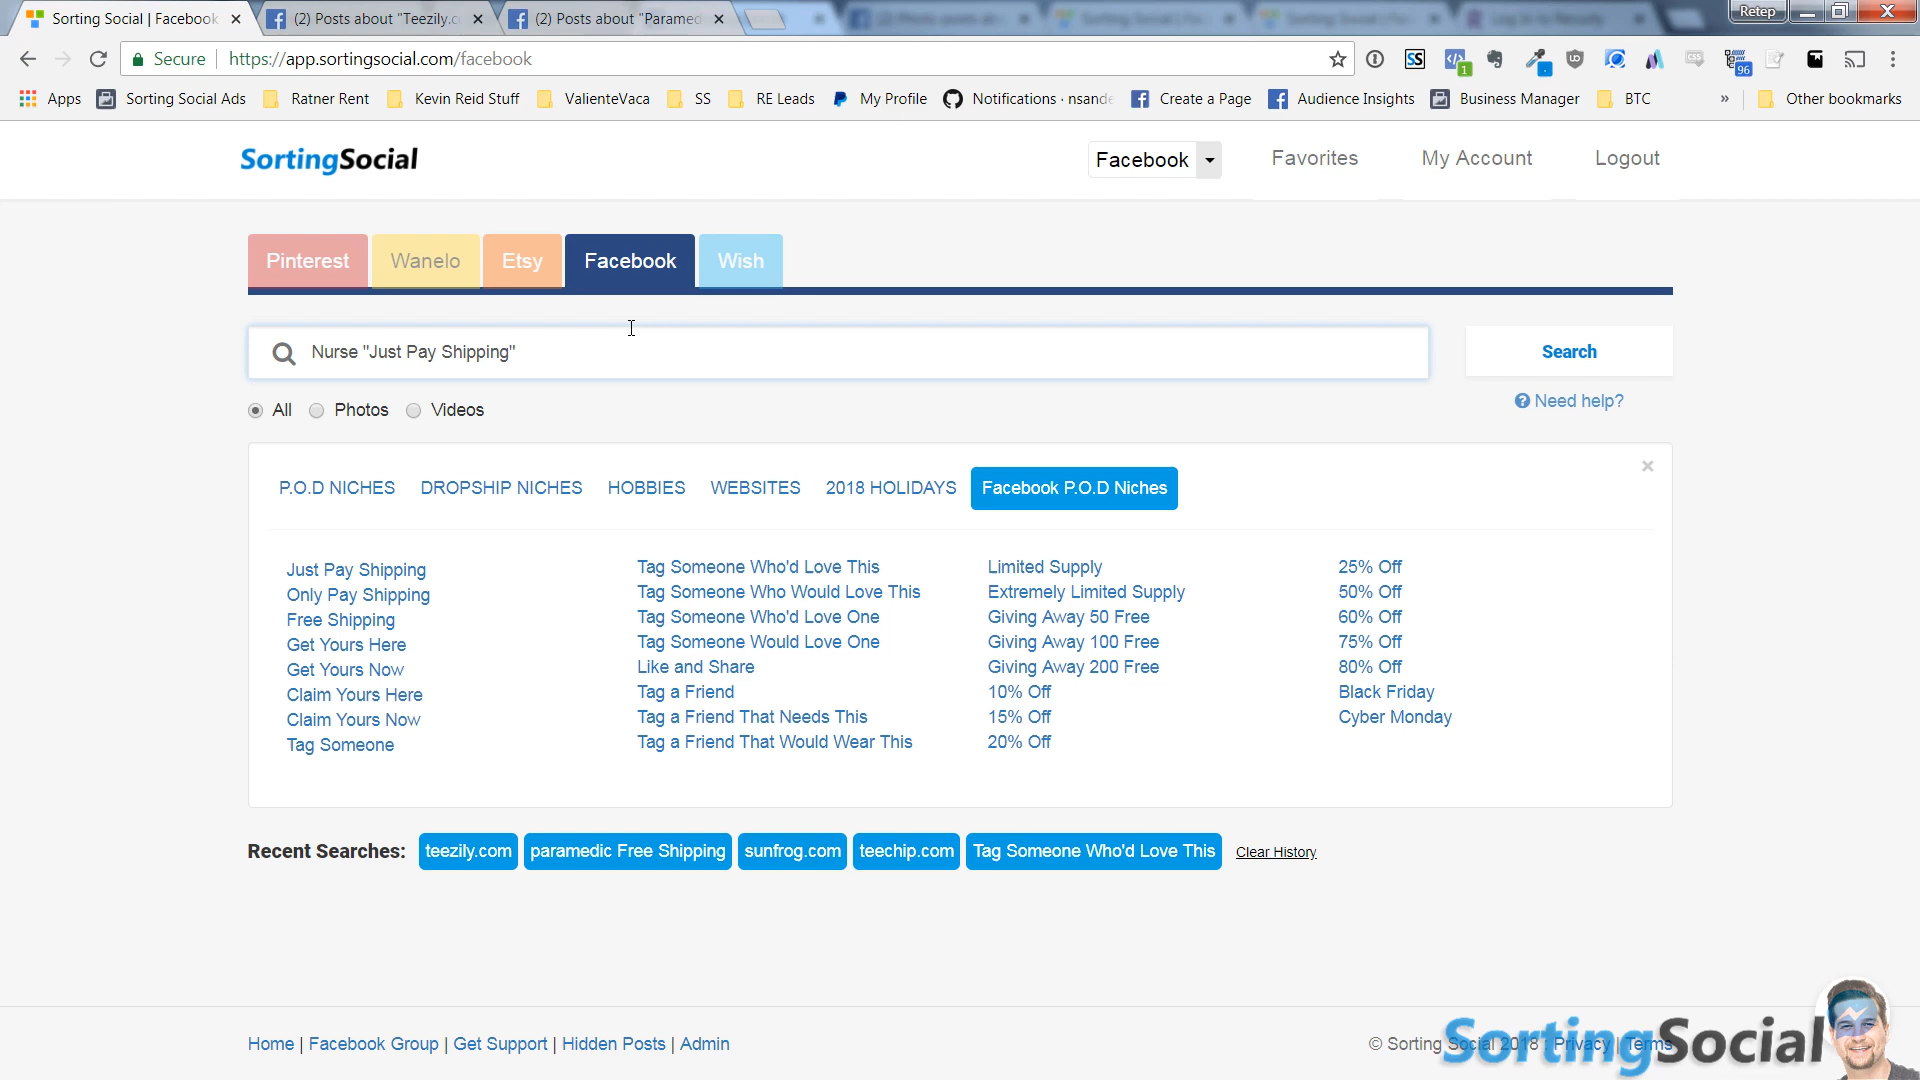 Sorting Social | Facebook
(2) Posts about "Teezily.c
(2) Posts about "Paramed
Retep
Secure
https://app.sortingsocial.com/facebook
1
96
Apps
Sorting Social Ads
Ratner Rent
Kevin Reid Stuff
ValienteVaca
SS
RE Leads
My Profile
Notifications · nsande
Create a Page
Audience Insights
Business Manager
BTC
»
Other bookmarks
SortingSocial
Facebook
Favorites
My Account
Logout
Pinterest
Wanelo
Etsy
Facebook
Wish
Nurse "Just Pay Shipping"
Search
All
Photos
Videos
Need help?
P.O.D NICHES
DROPSHIP NICHES
HOBBIES
WEBSITES
2018 HOLIDAYS
Facebook P.O.D Niches
Just Pay Shipping
Only Pay Shipping
Free Shipping
Get Yours Here
Get Yours Now
Claim Yours Here
Claim Yours Now
Tag Someone
Tag Someone Who'd Love This
Tag Someone Who Would Love This
Tag Someone Who'd Love One
Tag Someone Would Love One
Like and Share
Tag a Friend
Tag a Friend That Needs This
Tag a Friend That Would Wear This
Limited Supply
Extremely Limited Supply
Giving Away 50 Free
Giving Away 100 Free
Giving Away 200 Free
10% Off
15% Off
20% Off
25% Off
50% Off
60% Off
75% Off
80% Off
Black Friday
Cyber Monday
Recent Searches:
teezily.com
paramedic Free Shipping
sunfrog.com
teechip.com
Tag Someone Who'd Love This
Clear History
Home | Facebook Group | Get Support | Hidden Posts | Admin
© Sorting Social 2018 | Privacy | Terms
SortingSocial